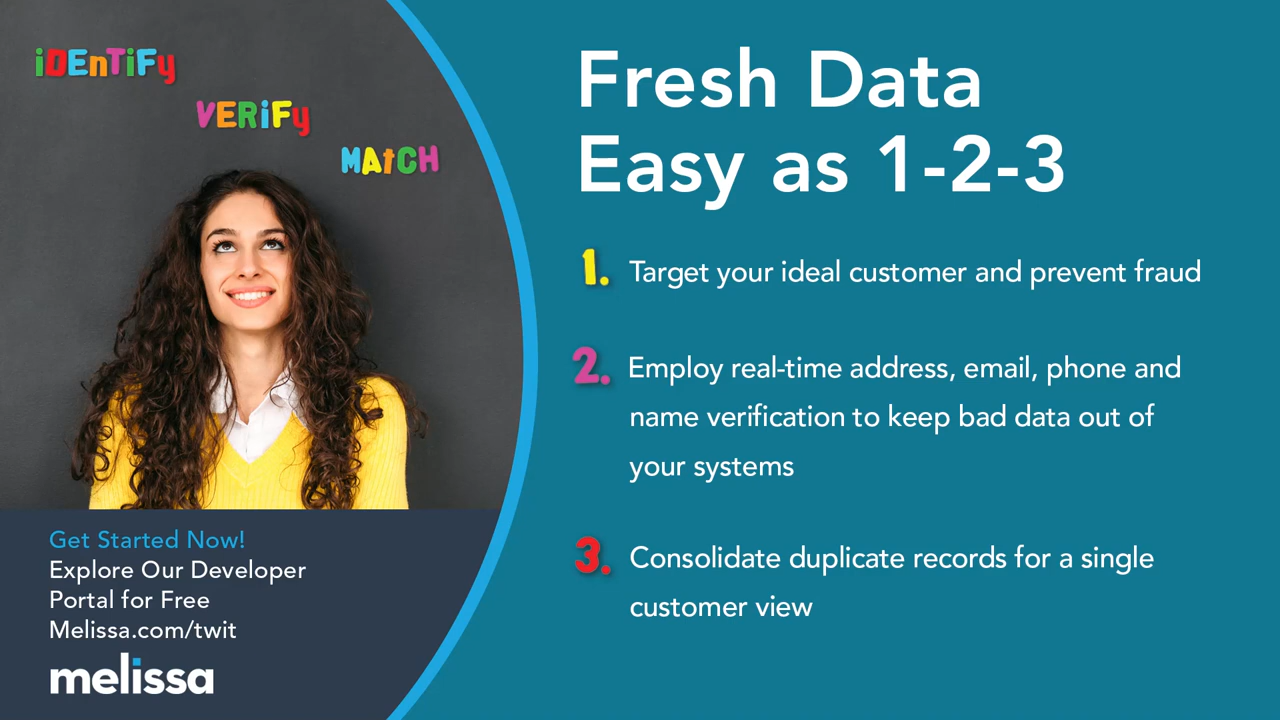 iDEnTiFy
VERiFy
MAtCH
Fresh Data
Easy as 1-2-3
1. Target your ideal customer and prevent fraud
2. Employ real-time address, email, phone and
name verification to keep bad data out of
your systems
3. Consolidate duplicate records for a single
customer view
Get Started Now!
Explore Our Developer
Portal for Free
Melissa.com/twit
melissa